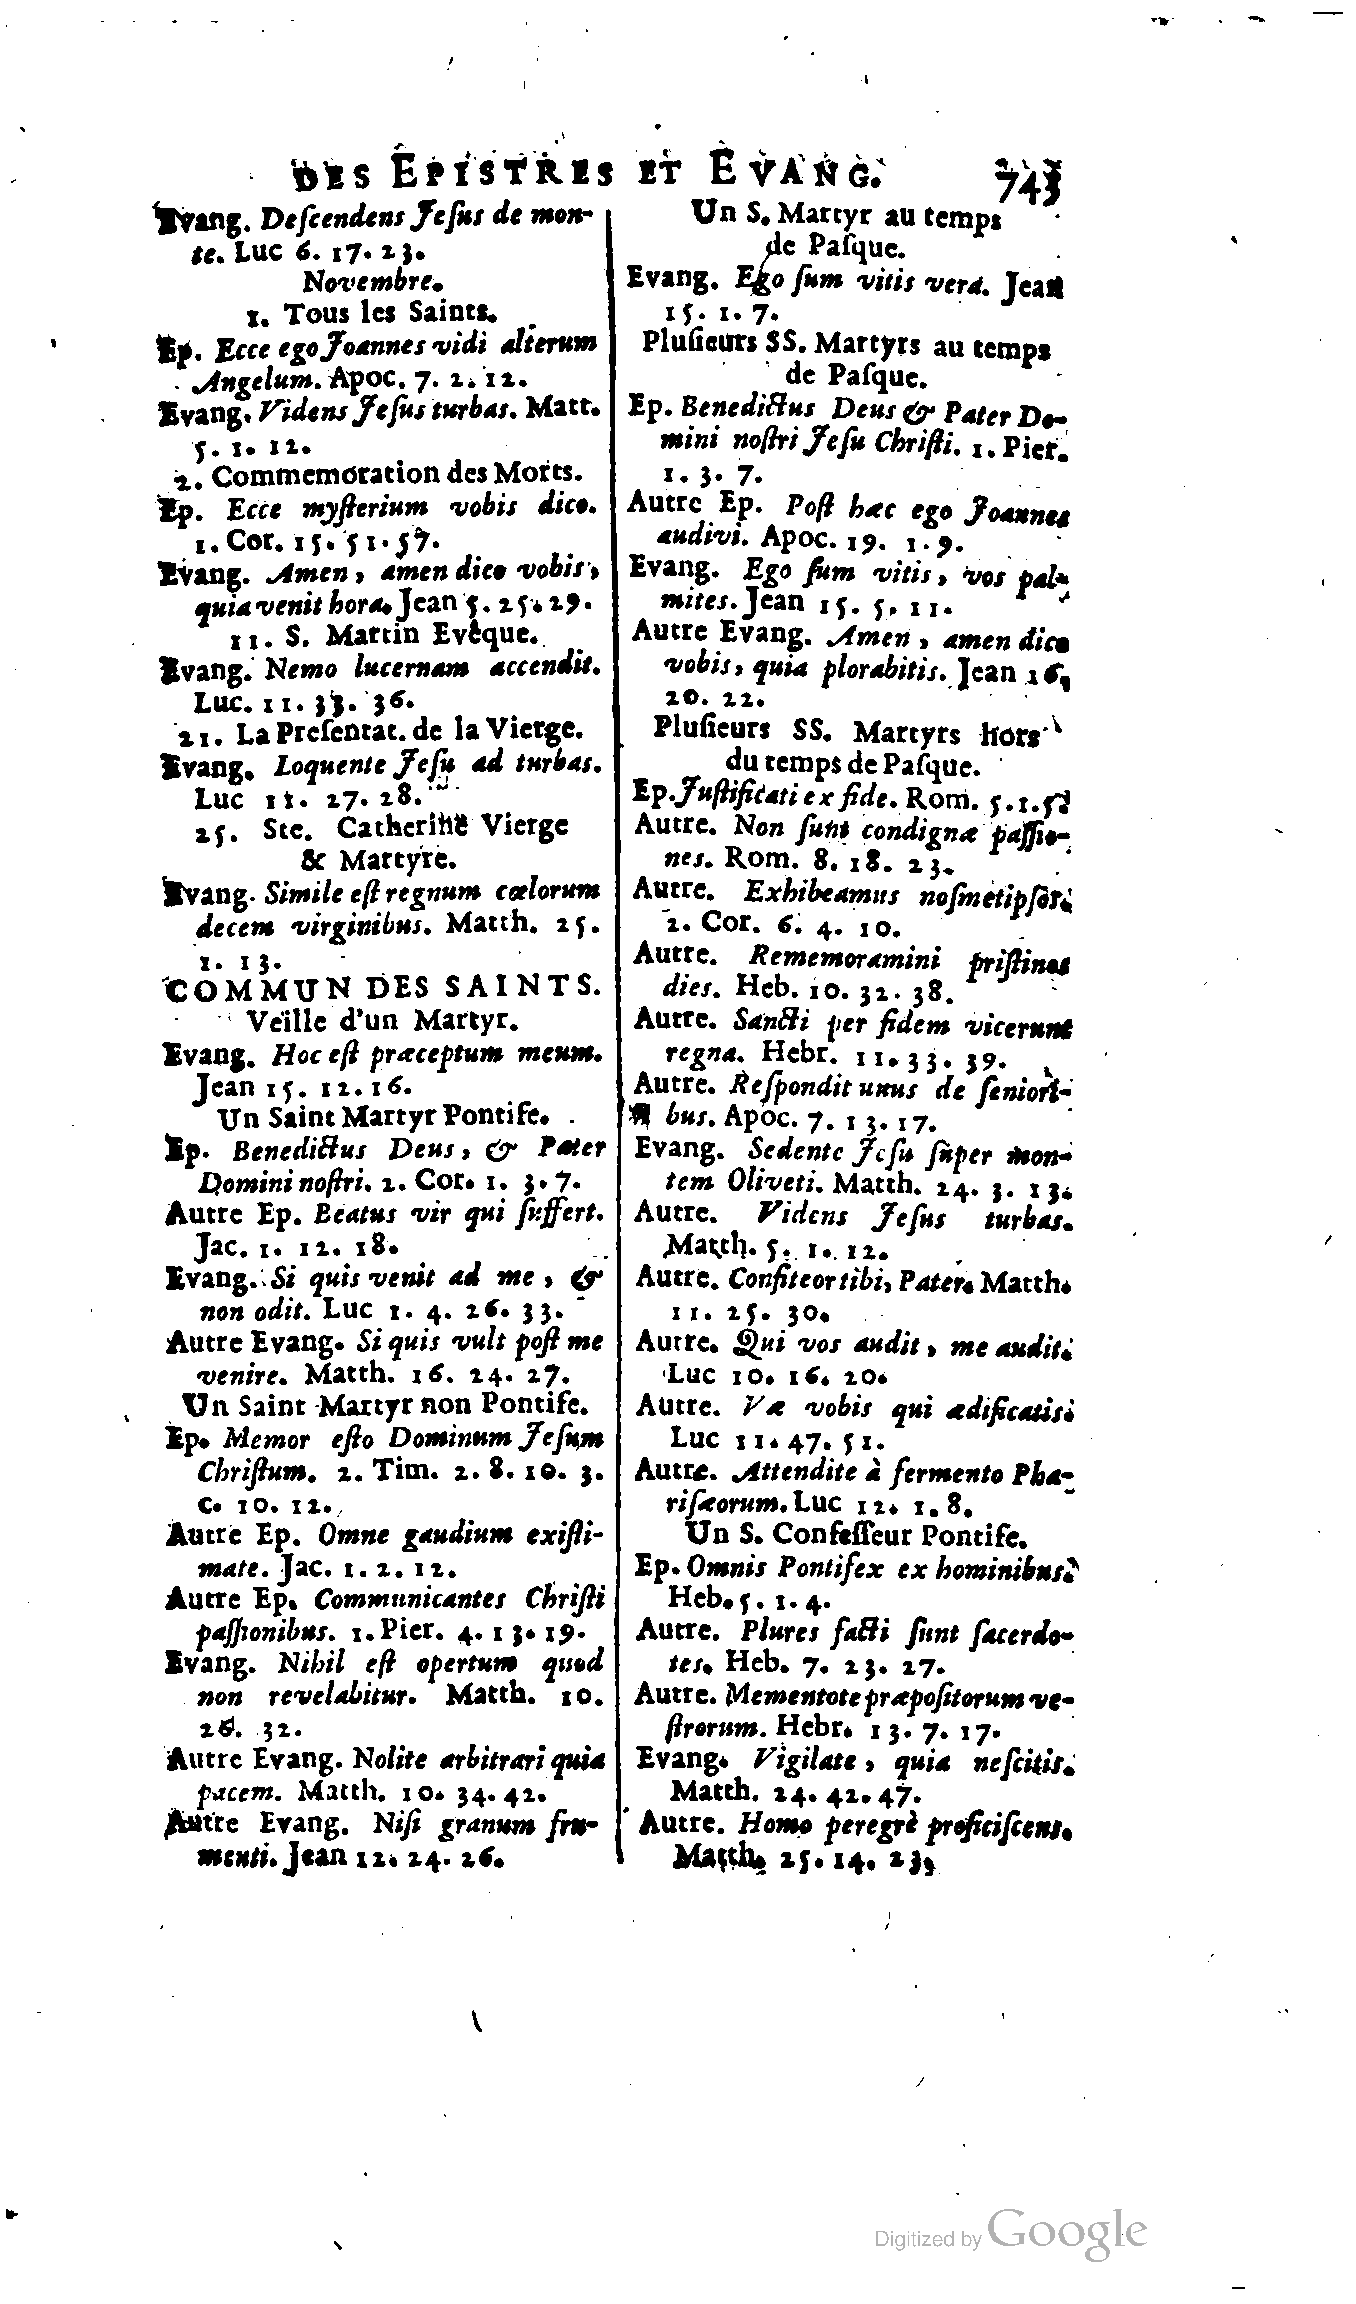 DES EPISTRES ET EVANG. 743
Evang. Deſcendens Jeſus de mon-
te. Luc 6. 17. 23.
Novembre.
1. Tous les Saints.
Ep. Ecce ego Joannes vidi alterum
Angelum. Apoc. 7. 2. 12.
Evang. Videns Jeſus turbas. Matt.
5. 1. 12.
2. Commemoration des Morts.
Ep. Ecce myſterium vobis dico.
1. Cor. 15. 51. 57.
Evang. Amen, amen dico vobis,
quia venit hora. Jean 5. 25. 29.
11. S. Martin Evêque.
Evang. Nemo lucernam accendit.
Luc. 11. 33. 36.
21. La Preſentat. de la Vierge.
Evang. Loquente Jeſu ad turbas.
Luc 11. 27. 28.
25. Ste. Catherine Vierge
& Martyre.
Evang. Simile eſt regnum cœlorum
decem virginibus. Matth. 25.
1. 13.
COMMUN DES SAINTS.
Veille d'un Martyr.
Evang. Hoc eſt præceptum meum.
Jean 15. 12. 16.
Un Saint Martyr Pontife.
Ep. Benedictus Deus, & Pater
Domini noſtri. 2. Cor. 1. 3. 7.
Autre Ep. Beatus vir qui ſuffert.
Jac. 1. 12. 18.
Evang. Si quis venit ad me, &
non odit. Luc 1. 4. 26. 33.
Autre Evang. Si quis vult poſt me
venire. Matth. 16. 24. 27.
Un Saint Martyr non Pontife.
Ep. Memor eſto Dominum Jeſum
Chriſtum. 2. Tim. 2. 8. 10. 3.
c. 10. 12.
Autre Ep. Omne gaudium exiſti-
mate. Jac. 1. 2. 12.
Autre Ep. Communicantes Chriſti
paſſionibus. 1. Pier. 4. 13. 19.
Evang. Nihil eſt opertum quod
non revelabitur. Matth. 10.
26. 32.
Autre Evang. Nolite arbitrari quia
pacem. Matth. 10. 34. 42.
Autre Evang. Niſi granum fru-
menti. Jean 12. 24. 26.
Un S. Martyr au temps
de Paſque.
Evang. Ego ſum vitis vera. Jean
15. 1. 7.
Pluſieurs SS. Martyrs au temps
de Paſque.
Ep. Benedictus Deus & Pater Do-
mini noſtri Jeſu Chriſti. 1. Pier.
1. 3. 7.
Autre Ep. Poſt hæc ego Joannes
audivi. Apoc. 19. 1. 9.
Evang. Ego ſum vitis, vos pal-
mites. Jean 15. 5. 11.
Autre Evang. Amen, amen dico
vobis, quia plorabitis. Jean 16.
20. 22.
Pluſieurs SS. Martyrs hors
du temps de Paſque.
Ep. Juſtificati ex fide. Rom. 5. 1. 5.
Autre. Non ſunt condignæ paſſio-
nes. Rom. 8. 18. 23.
Autre. Exhibeamus noſmetipſos.
2. Cor. 6. 4. 10.
Autre. Rememoramini priſtinos
dies. Heb. 10. 32. 38.
Autre. Sancti per fidem vicerunt
regna. Hebr. 11. 33. 39.
Autre. Reſpondit unus de ſeniori-
bus. Apoc. 7. 13. 17.
Evang. Sedente Jeſu ſuper mon-
tem Oliveti. Matth. 24. 3. 13.
Autre. Videns Jeſus turbas.
Matth. 5. 1. 12.
Autre. Confiteor tibi, Pater. Matth.
11. 25. 30.
Autre. Qui vos audit, me audit.
Luc 10. 16. 20.
Autre. Væ vobis qui ædificatis.
Luc 11. 47. 51.
Autre. Attendite à fermento Pha-
riſæorum. Luc 12. 1. 8.
Un S. Confeſſeur Pontife.
Ep. Omnis Pontifex ex hominibus.
Heb. 5. 1. 4.
Autre. Plures facti ſunt ſacerdo-
tes. Heb. 7. 23. 27.
Autre. Mementote præpoſitorum ve-
ſtrorum. Hebr. 13. 7. 17.
Evang. Vigilate, quia neſcitis.
Matth. 24. 42. 47.
Autre. Homo peregrè proficiſcens.
Matth. 25. 14. 23.
Digitized by Google